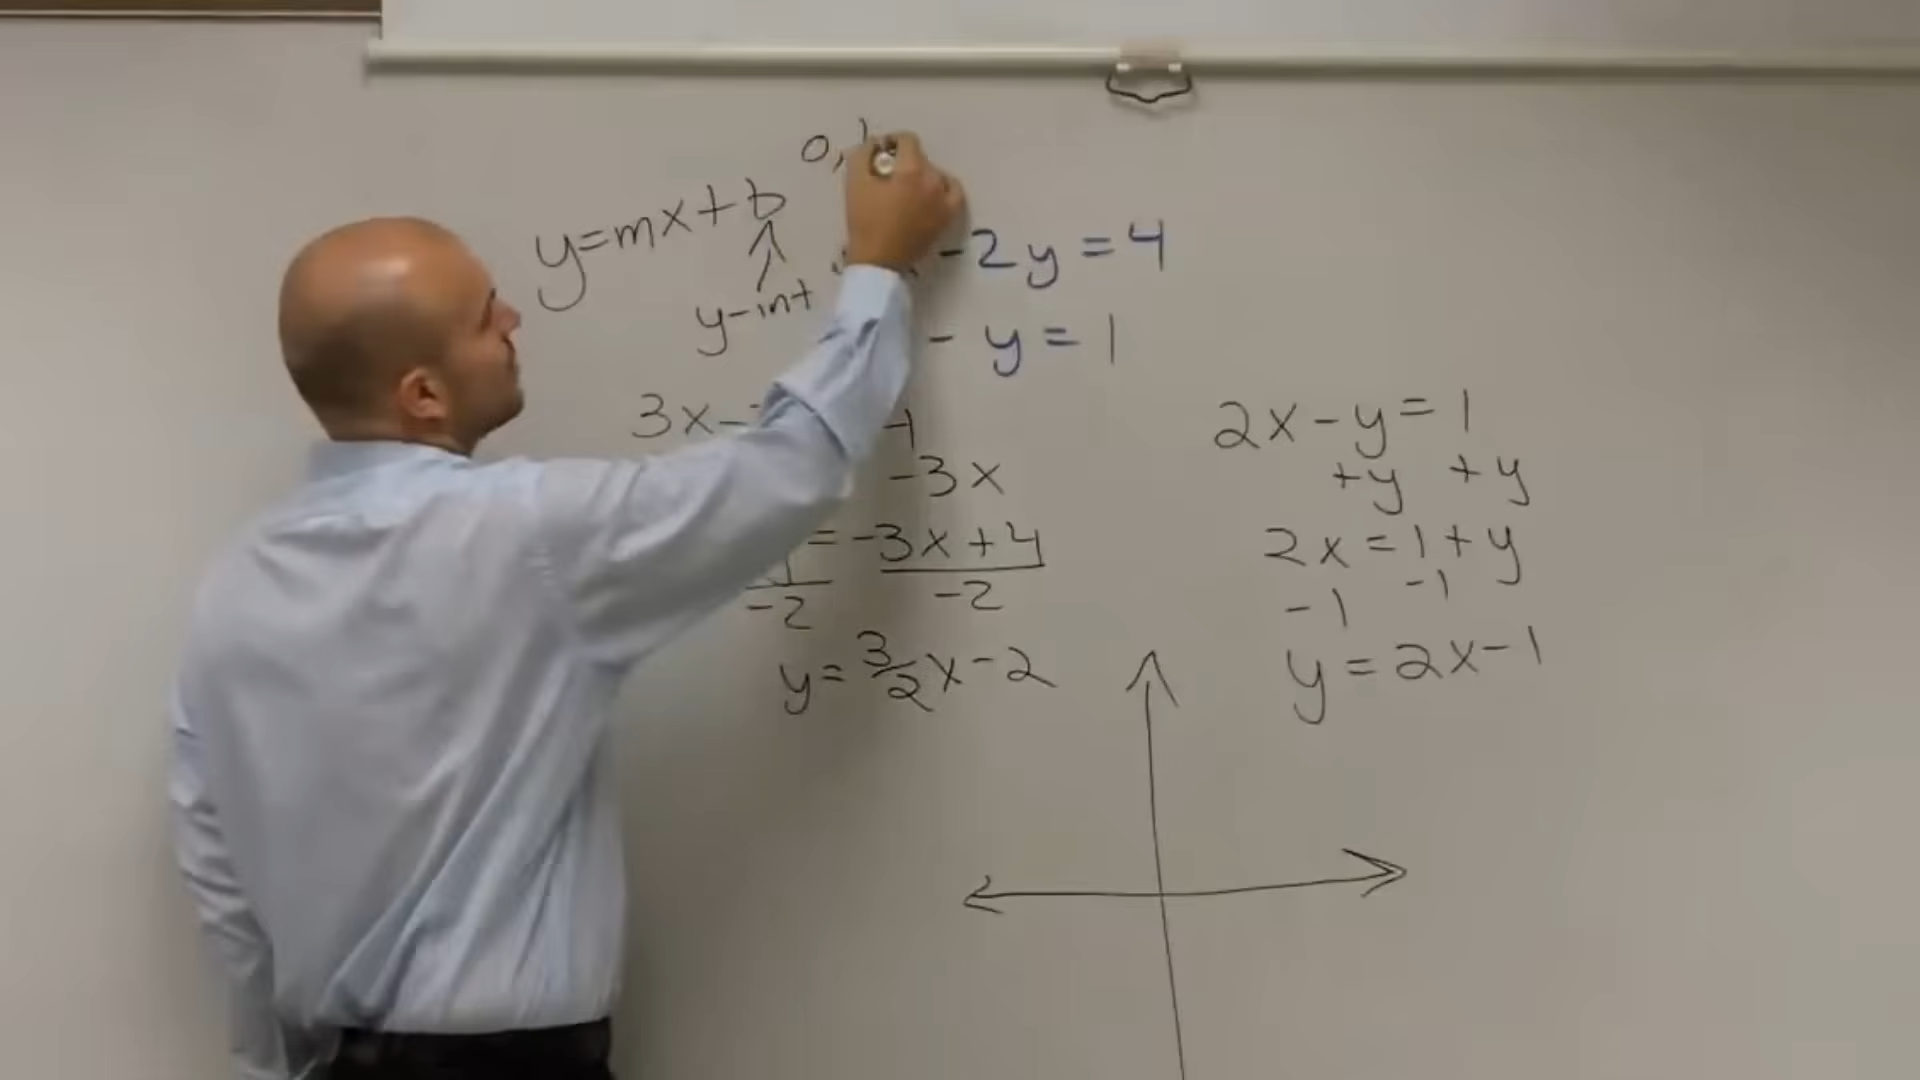 0,
y=mx+b
y-int
-2y=4
- y=1
3x-
-3x
=-3x+4
-2 -2
y=3/2x-2
2x-y=1
+y +y
2x=1+y
-1 -1
y=2x-1